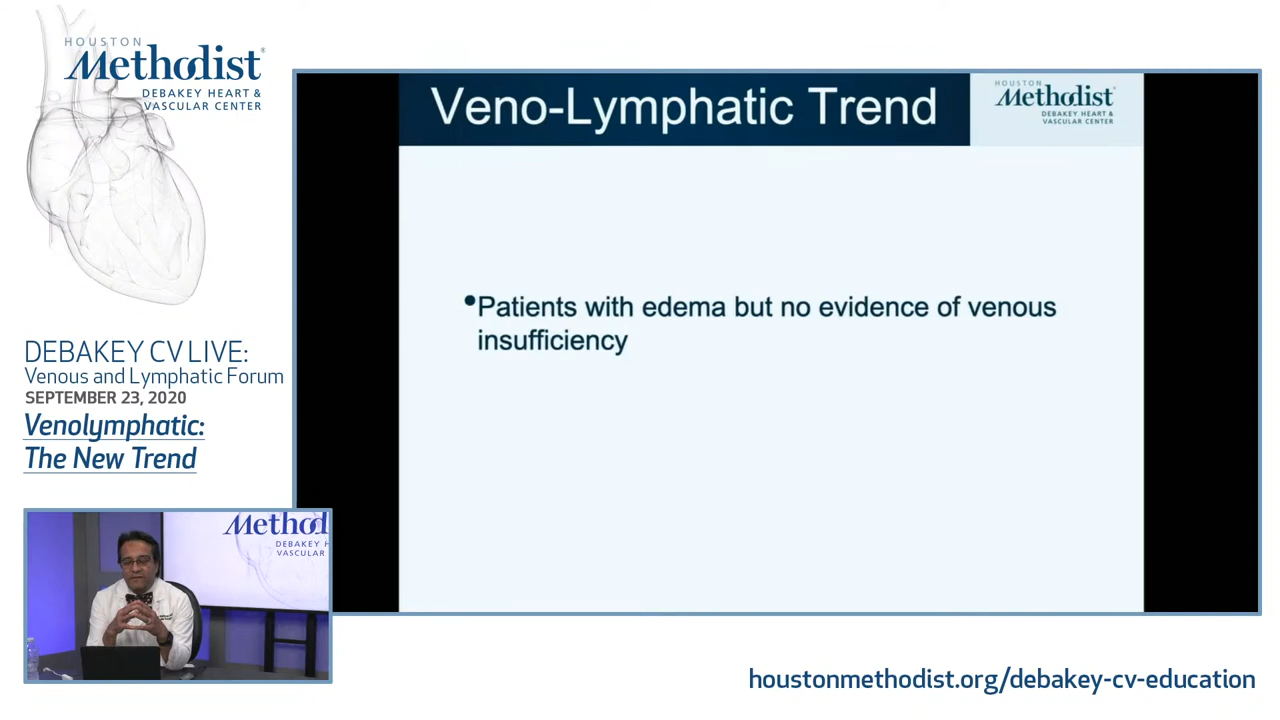 HOUSTON
Methodist®
DEBAKEY HEART &
VASCULAR CENTER
Veno-Lymphatic Trend
HOUSTON
Methodist®
DEBAKEY HEART &
VASCULAR CENTER
•Patients with edema but no evidence of venous
insufficiency
DEBAKEY CV LIVE:
Venous and Lymphatic Forum
SEPTEMBER 23, 2020
Venolymphatic:
The New Trend
Method
DEBAKEY H
VASCULAR
houstonmethodist.org/debakey-cv-education